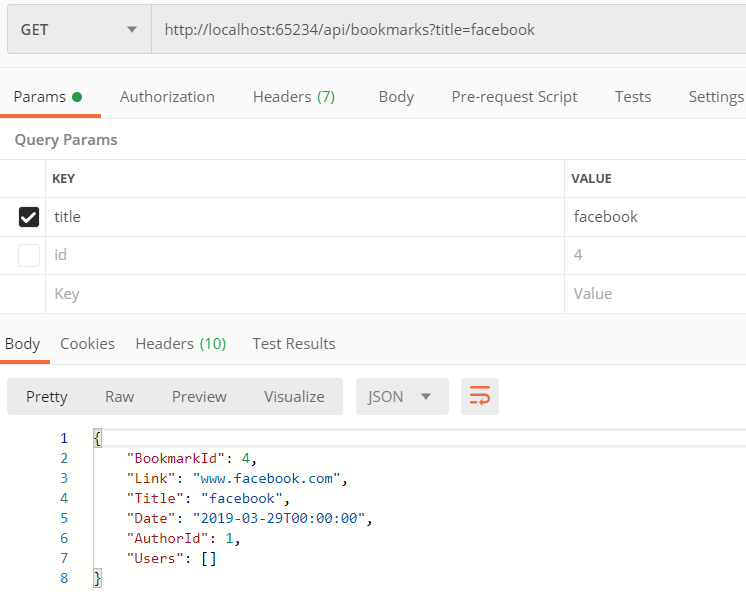 GET http://localhost:65234/api/bookmarks?title=facebook
Params Authorization Headers (7) Body Pre-request Script Tests Settings
Query Params
KEY VALUE
title facebook
id 4
Key Value
Body Cookies Headers (10) Test Results
Pretty Raw Preview Visualize JSON
1 {
2 "BookmarkId": 4,
3 "Link": "www.facebook.com",
4 "Title": "facebook",
5 "Date": "2019-03-29T00:00:00",
6 "AuthorId": 1,
7 "Users": []
8 }